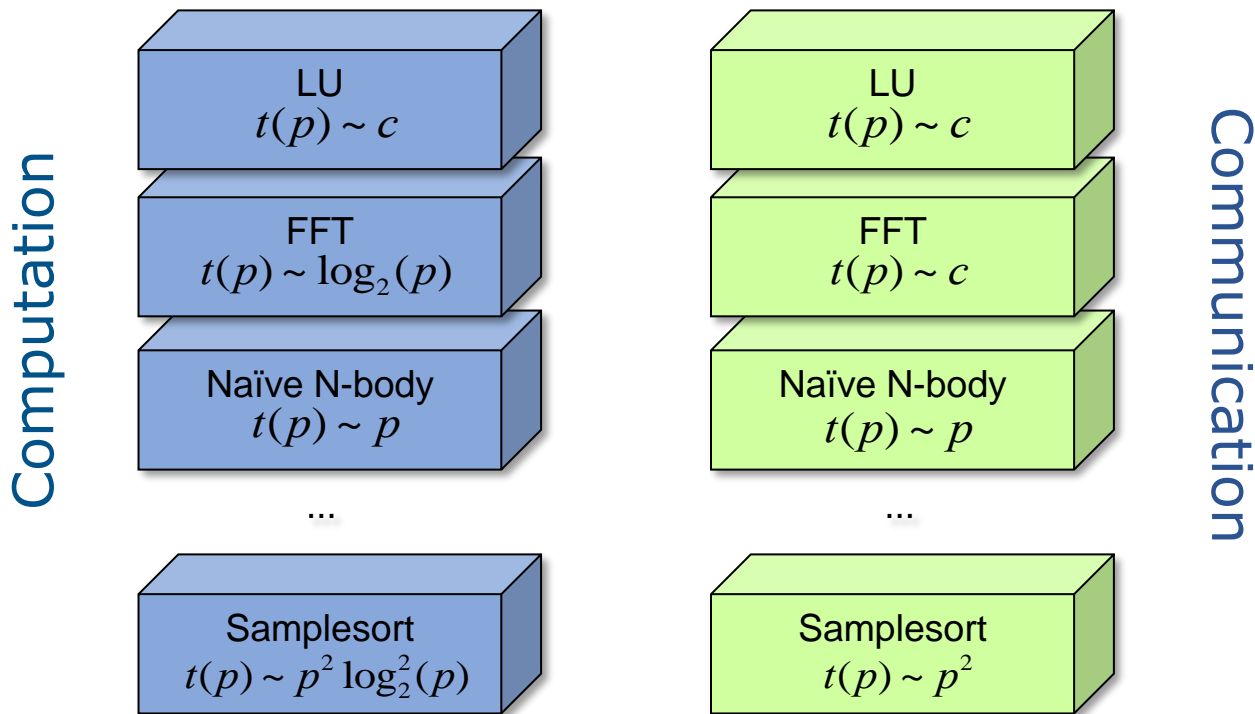 Computation
LU
t(p) ~ c
FFT
t(p) ~ log₂(p)
Naïve N-body
t(p) ~ p
...
Samplesort
t(p) ~ p² log₂²(p)
LU
t(p) ~ c
FFT
t(p) ~ c
Naïve N-body
t(p) ~ p
...
Samplesort
t(p) ~ p²
Communication